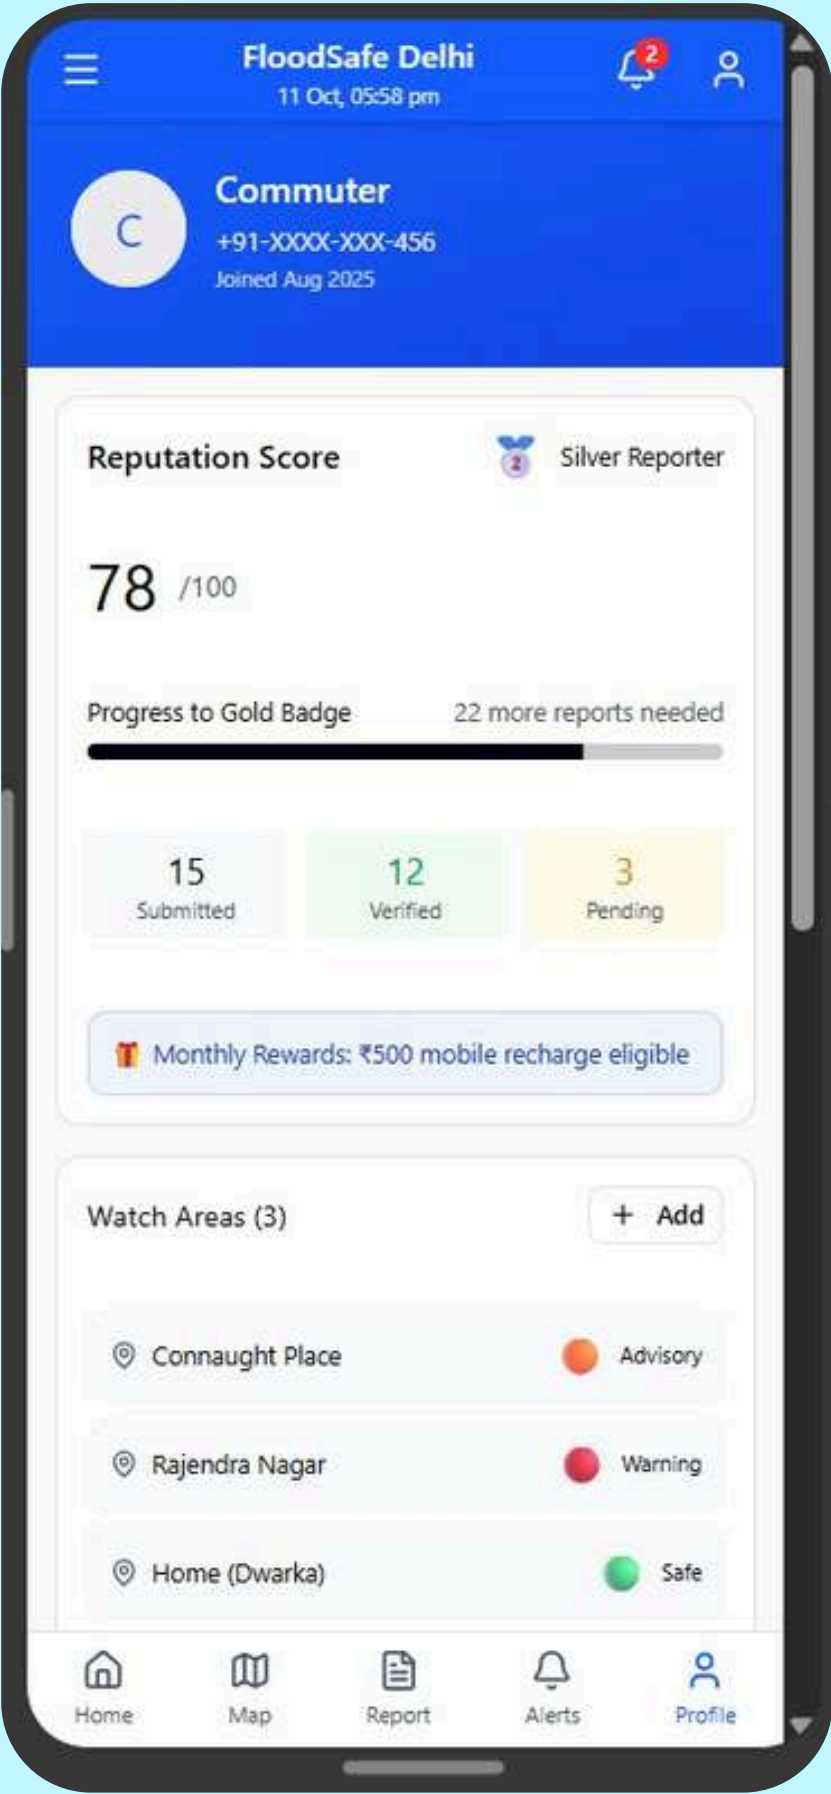 FloodSafe Delhi
2
11 Oct, 05:58 pm
C
Commuter
+91-XXXX-XXX-456
Joined Aug 2025
Reputation Score
2
Silver Reporter
78 /100
Progress to Gold Badge
22 more reports needed
15
Submitted
12
Verified
3
Pending
Monthly Rewards: ₹500 mobile recharge eligible
Watch Areas (3)
+ Add
Connaught Place
Advisory
Rajendra Nagar
Warning
Home (Dwarka)
Safe
Home
Map
Report
Alerts
Profile